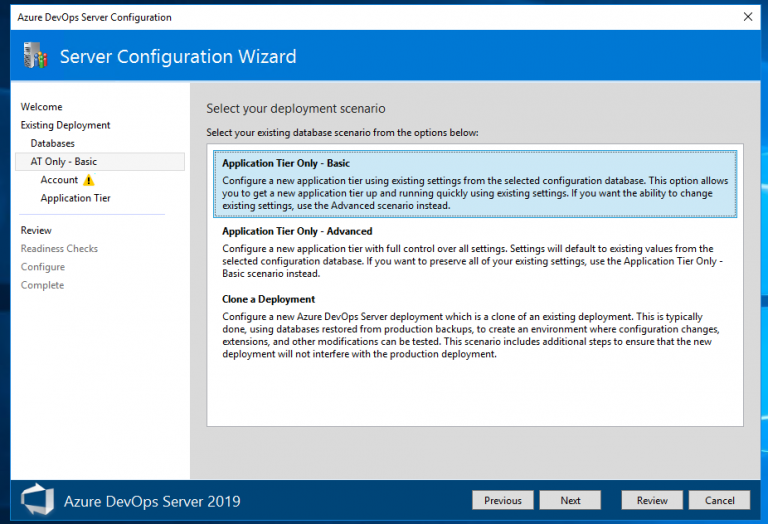 Azure DevOps Server Configuration
Server Configuration Wizard
Welcome
Existing Deployment
Databases
AT Only - Basic
Account
Application Tier
Review
Readiness Checks
Configure
Complete
Select your deployment scenario
Select your existing database scenario from the options below:
Application Tier Only - Basic
Configure a new application tier using existing settings from the selected configuration database. This option allows
you to get a new application tier up and running quickly using existing settings. If you want the ability to change
existing settings, use the Advanced scenario instead.
Application Tier Only - Advanced
Configure a new application tier with full control over all settings. Settings will default to existing values from the
selected configuration database. If you want to preserve all of your existing settings, use the Application Tier Only -
Basic scenario instead.
Clone a Deployment
Configure a new Azure DevOps Server deployment which is a clone of an existing deployment. This is typically
done, using databases restored from production backups, to create an environment where configuration changes,
extensions, and other modifications can be tested. This scenario includes additional steps to ensure that the new
deployment will not interfere with the production deployment.
Azure DevOps Server 2019
Previous
Next
Review
Cancel